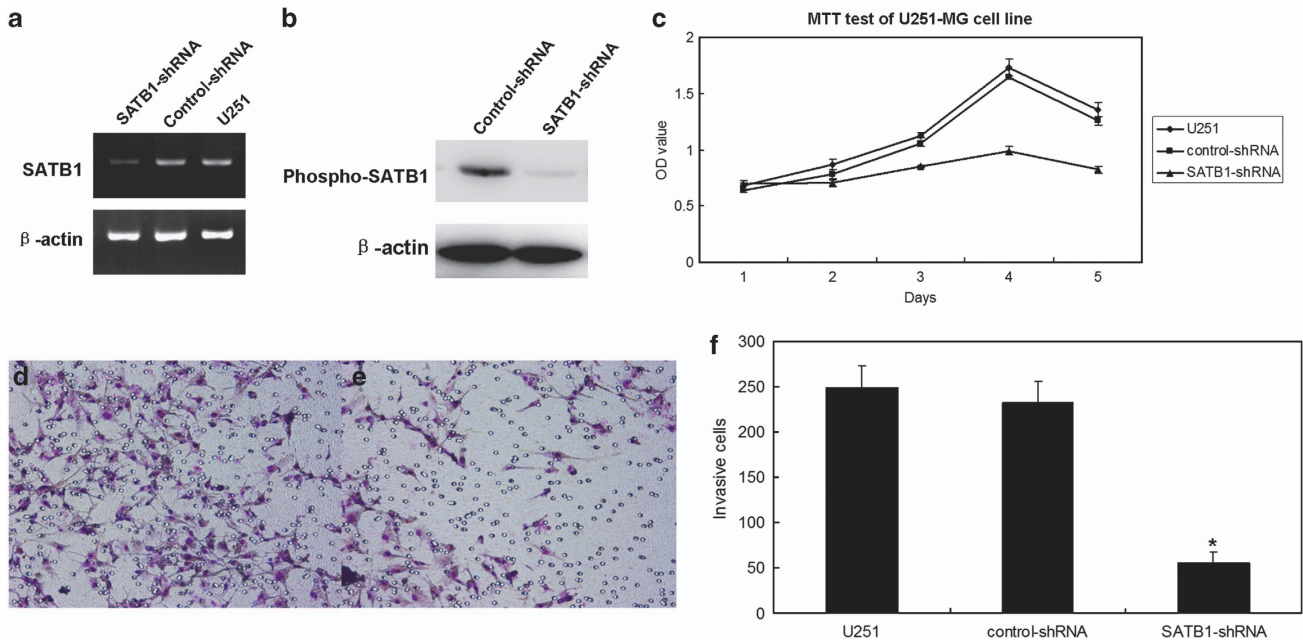 a
SATB1-shRNA
Control-shRNA
U251
SATB1
β-actin
b
Control-shRNA
SATB1-shRNA
Phospho-SATB1
β-actin
c
MTT test of U251-MG cell line
OD value
2
1.5
1
0.5
0
1 2 3 4 5
Days
U251
control-shRNA
SATB1-shRNA
d
e
f
Invasive cells
300
250
200
150
100
50
0
*
U251 control-shRNA SATB1-shRNA